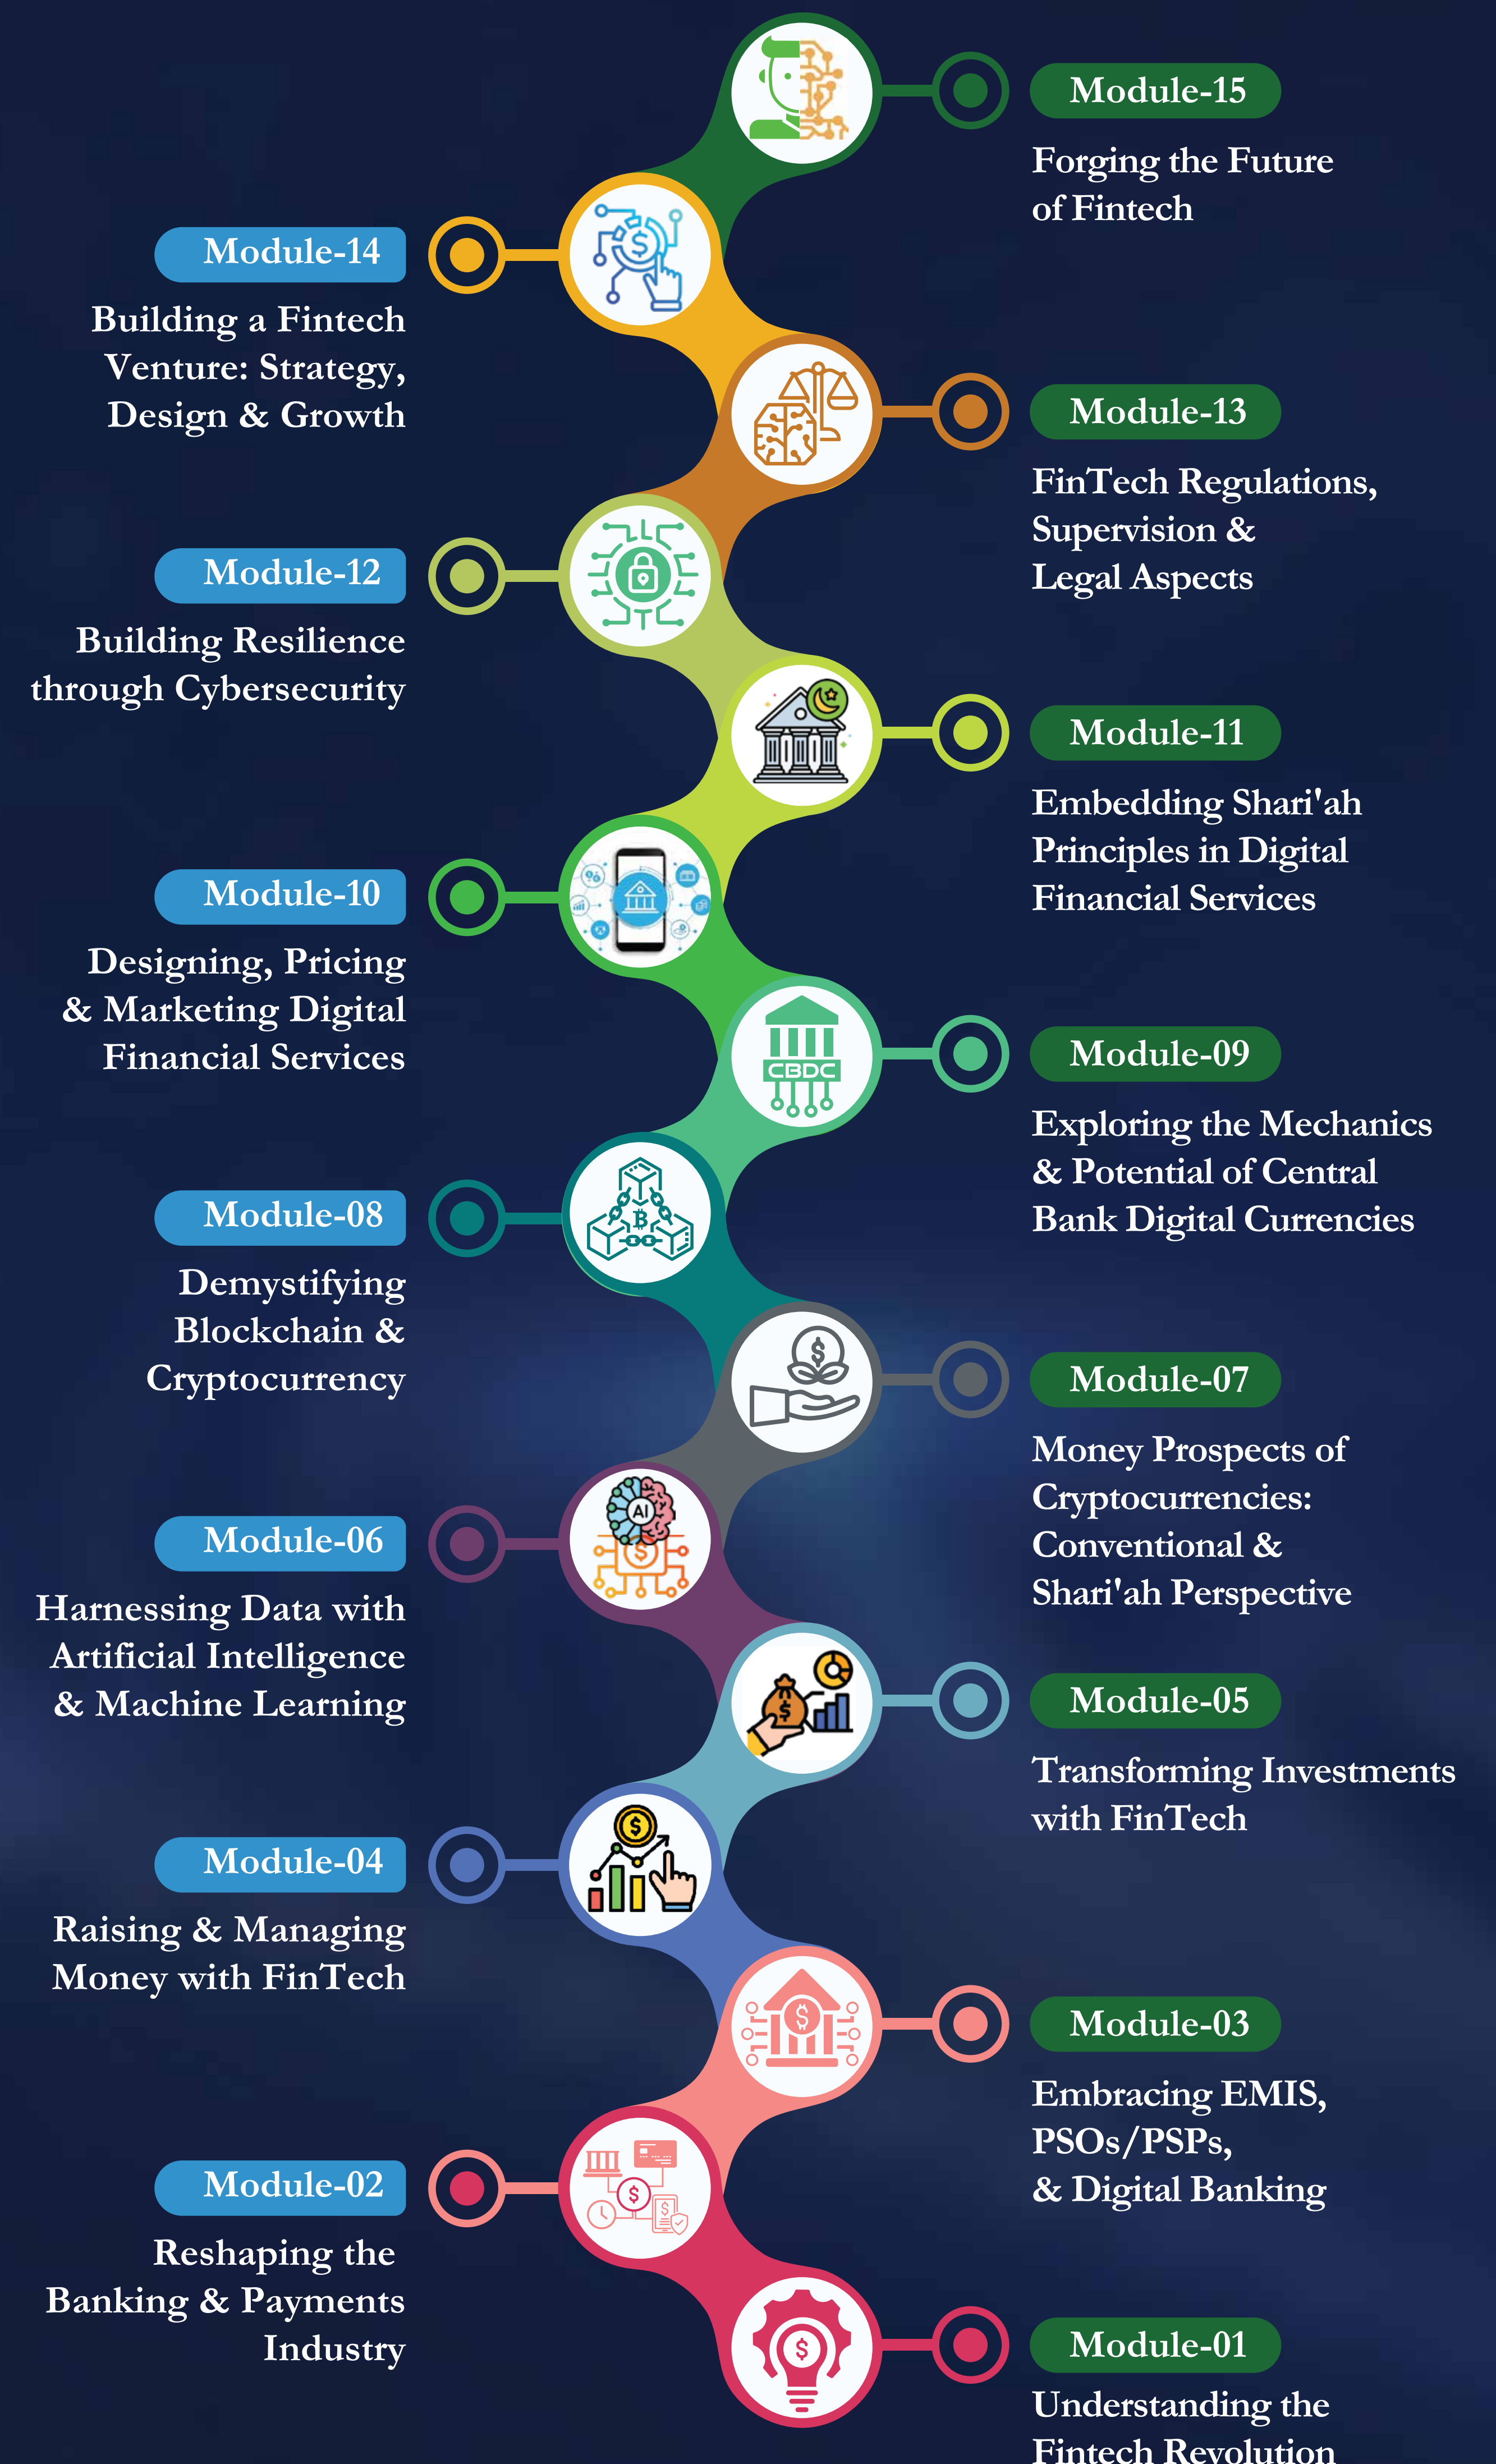 Module-15
Forging the Future
of Fintech
Module-14
Building a Fintech
Venture: Strategy,
Design & Growth
Module-13
FinTech Regulations,
Supervision &
Legal Aspects
Module-12
Building Resilience
through Cybersecurity
Module-11
Embedding Shari'ah
Principles in Digital
Financial Services
Module-10
Designing, Pricing
& Marketing Digital
Financial Services
CBDC
Module-09
Exploring the Mechanics
& Potential of Central
Bank Digital Currencies
Module-08
Demystifying
Blockchain &
Cryptocurrency
Module-07
Money Prospects of
Cryptocurrencies:
Conventional &
Shari'ah Perspective
AI
Module-06
Harnessing Data with
Artificial Intelligence
& Machine Learning
Module-05
Transforming Investments
with FinTech
Module-04
Raising & Managing
Money with FinTech
Module-03
Embracing EMIS,
PSOs/PSPs,
& Digital Banking
Module-02
Reshaping the
Banking & Payments
Industry
Module-01
Understanding the
Fintech Revolution